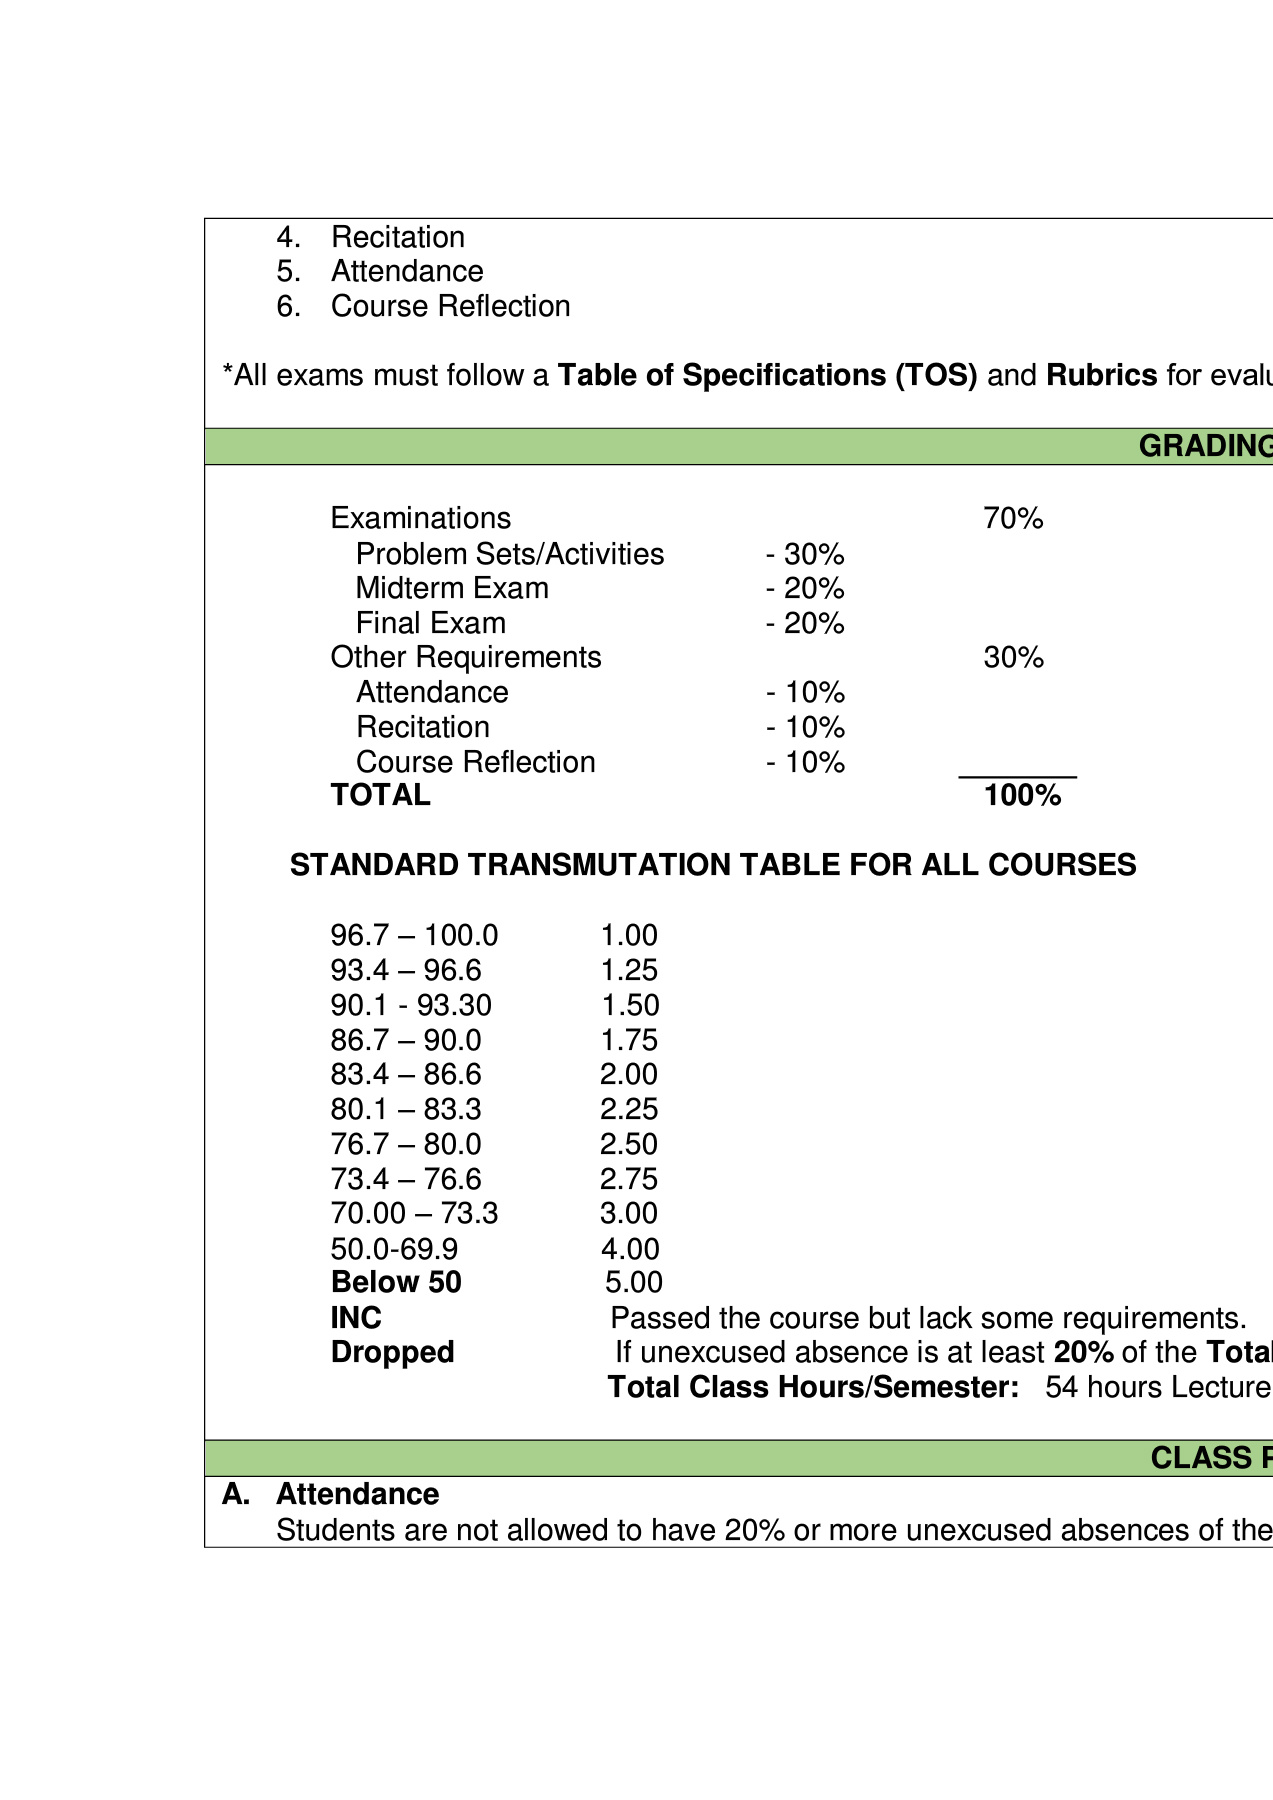 4. Recitation
5. Attendance
6. Course Reflection
*All exams must follow a Table of Specifications (TOS) and Rubrics for
GRADING
Examinations 70%
Problem Sets/Activities - 30%
Midterm Exam - 20%
Final Exam - 20%
Other Requirements 30%
Attendance - 10%
Recitation - 10%
Course Reflection - 10%
TOTAL 100%
STANDARD TRANSMUTATION TABLE FOR ALL COURSES
96.7 – 100.0 1.00
93.4 – 96.6 1.25
90.1 - 93.30 1.50
86.7 – 90.0 1.75
83.4 – 86.6 2.00
80.1 – 83.3 2.25
76.7 – 80.0 2.50
73.4 – 76.6 2.75
70.00 – 73.3 3.00
50.0-69.9 4.00
Below 50 5.00
INC Passed the course but lack some requirements.
Dropped If unexcused absence is at least 20% of the Total
Total Class Hours/Semester: 54 hours Lecture
CLASS
A. Attendance
Students are not allowed to have 20% or more unexcused absences of the